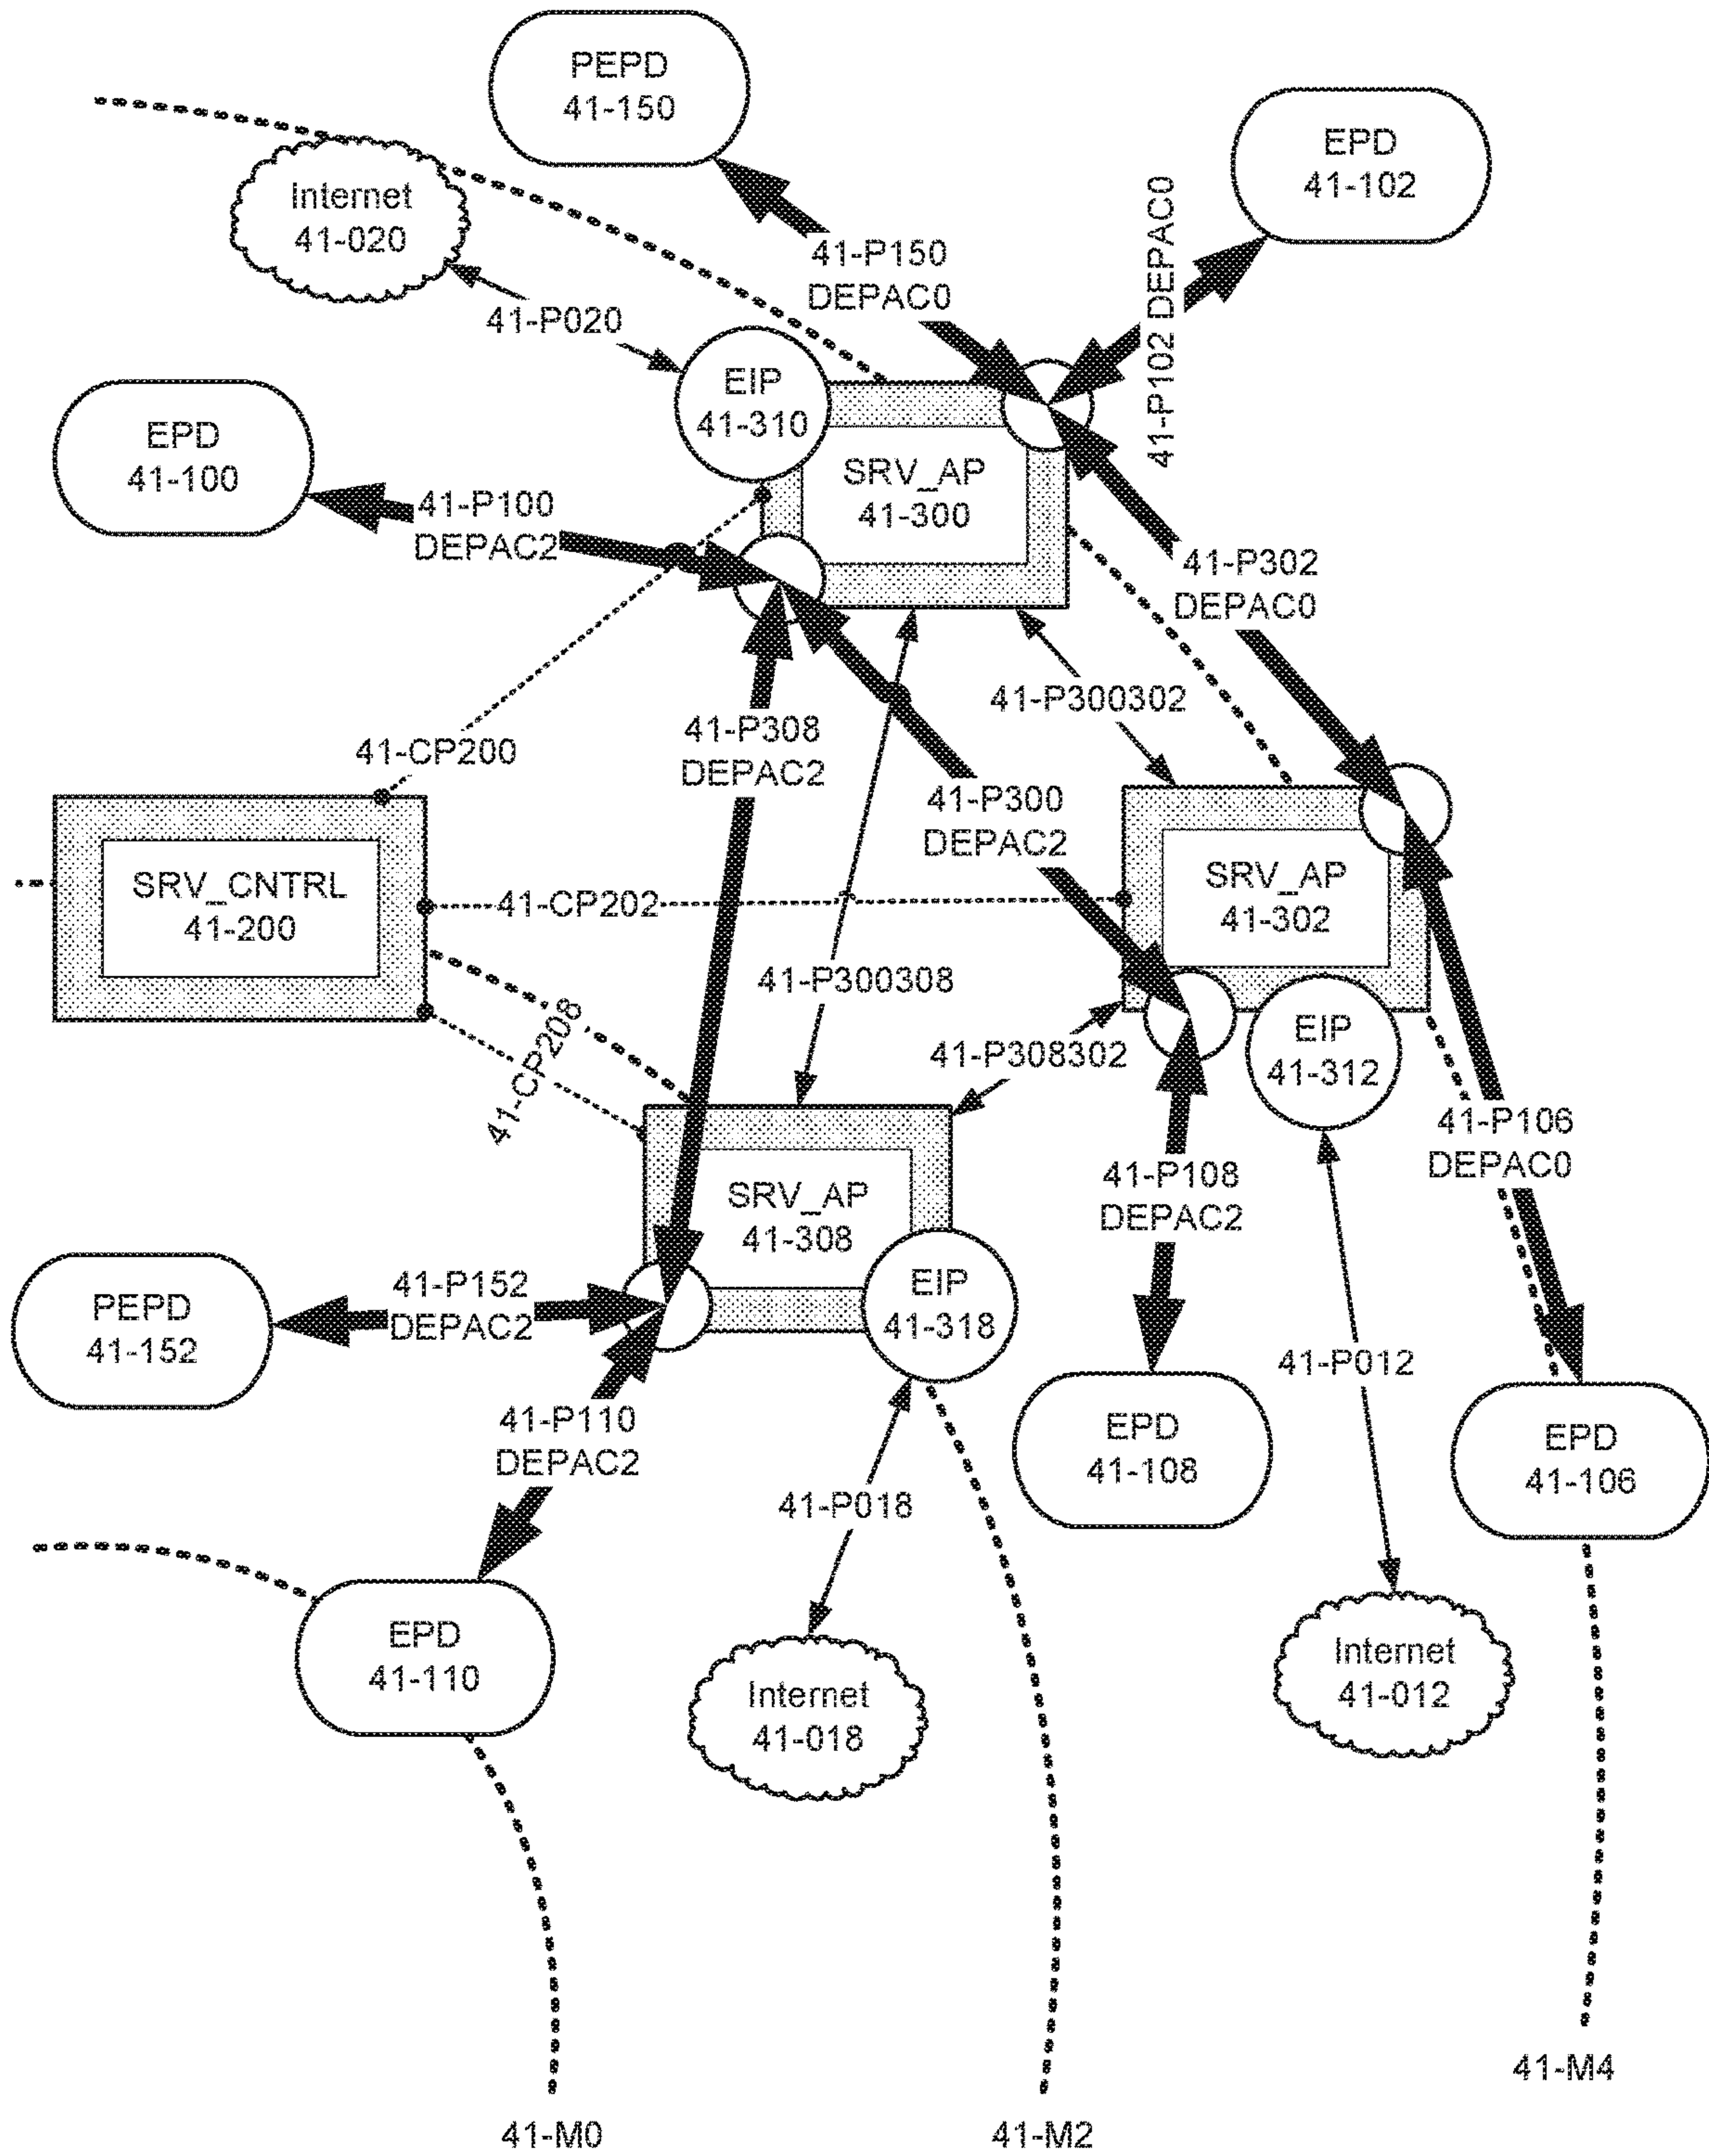 PEPD
41-150
EPD
41-102
Internet
41-020
41-P150
DEPAC0
41-P102 DEPAC0
41-P020
EIP
41-310
EPD
41-100
SRV_AP
41-300
41-P100
DEPAC2
41-P302
DEPAC0
41-P300302
41-P308
DEPAC2
41-CP200
41-P300
DEPAC2
SRV_CNTRL
41-200
41-CP202
SRV_AP
41-302
41-P300308
41-CP208
41-P308302
EIP
41-312
41-P106
DEPAC0
41-P108
DEPAC2
SRV_AP
41-308
EIP
41-318
PEPD
41-152
41-P152
DEPAC2
41-P012
41-P110
DEPAC2
EPD
41-108
EPD
41-106
41-P018
EPD
41-110
Internet
41-018
Internet
41-012
41-M4
41-M0
41-M2